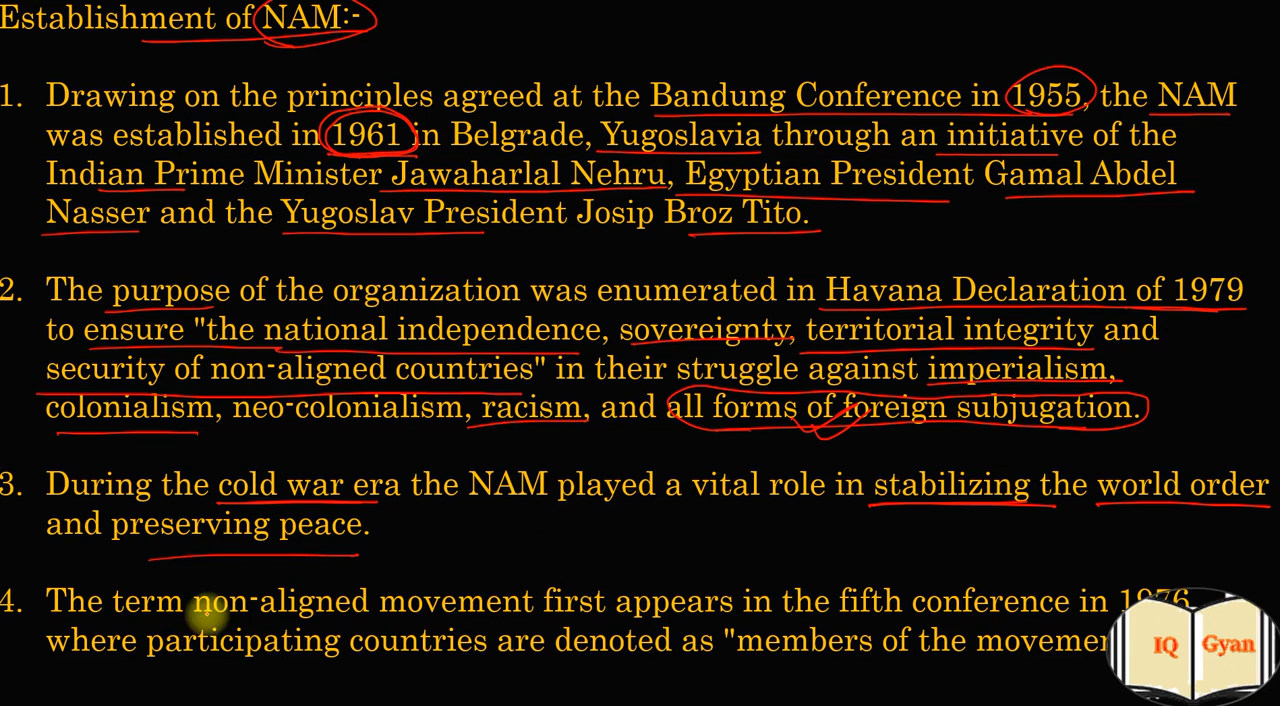 Establishment of NAM:-
1. Drawing on the principles agreed at the Bandung Conference in 1955, the NAM
was established in 1961 in Belgrade, Yugoslavia through an initiative of the
Indian Prime Minister Jawaharlal Nehru, Egyptian President Gamal Abdel
Nasser and the Yugoslav President Josip Broz Tito.
2. The purpose of the organization was enumerated in Havana Declaration of 1979
to ensure "the national independence, sovereignty, territorial integrity and
security of non-aligned countries" in their struggle against imperialism,
colonialism, neo-colonialism, racism, and all forms of foreign subjugation.
3. During the cold war era the NAM played a vital role in stabilizing the world order
and preserving peace.
4. The term non-aligned movement first appears in the fifth conference in 1976
where participating countries are denoted as "members of the
IQ Gyan